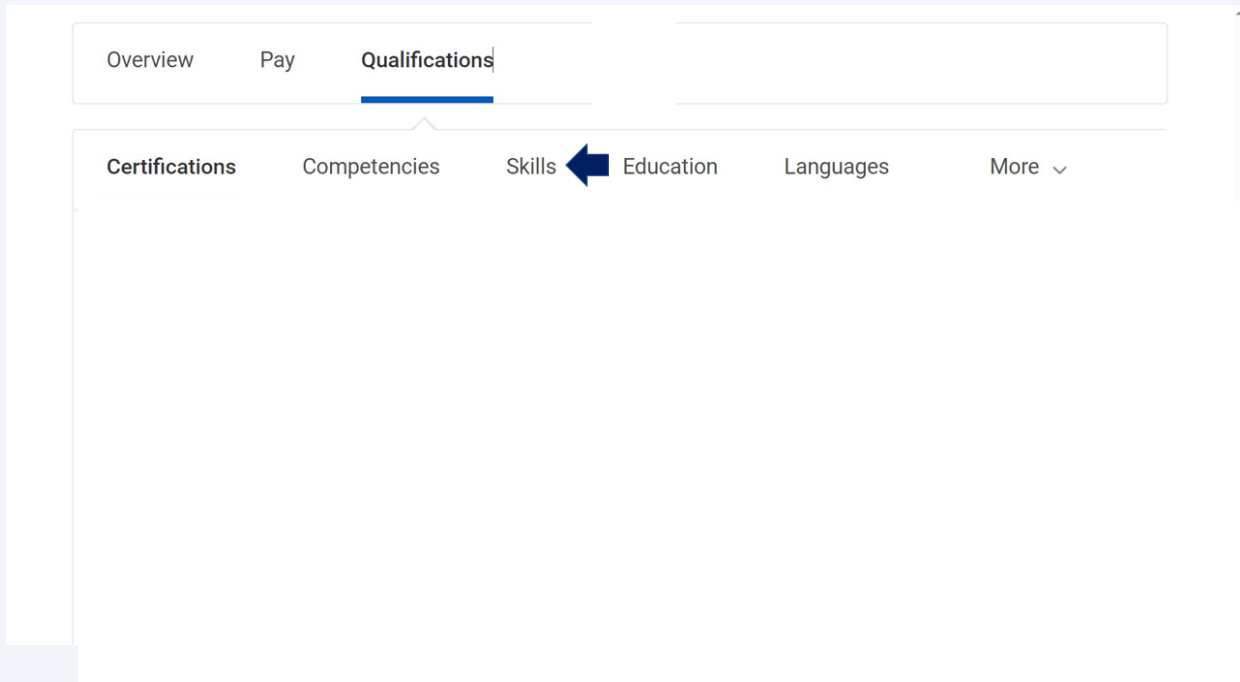 Overview Pay Qualifications
Certifications Competencies Skills Education Languages More